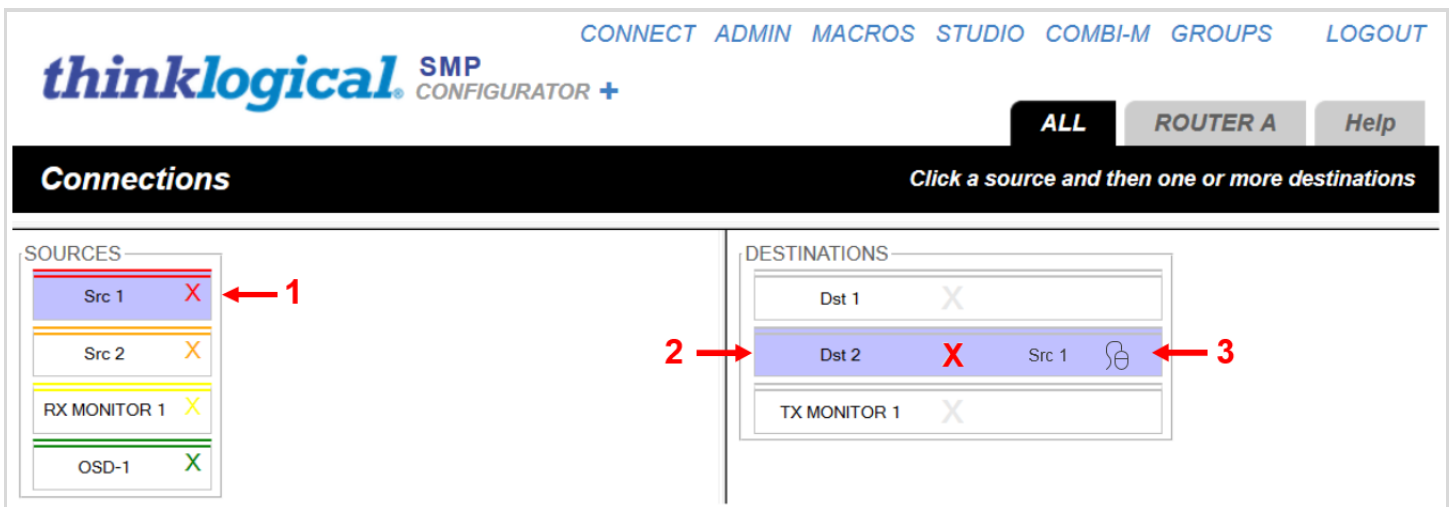 CONNECT ADMIN MACROS STUDIO COMBI-M GROUPS LOGOUT
thinklogical. SMP
CONFIGURATOR +
ALL ROUTER A Help
Connections Click a source and then one or more destinations
SOURCES
Src 1 X 1
Src 2 X
RX MONITOR 1 X
OSD-1 X
DESTINATIONS
Dst 1 X
2 Dst 2 X Src 1 3
TX MONITOR 1 X